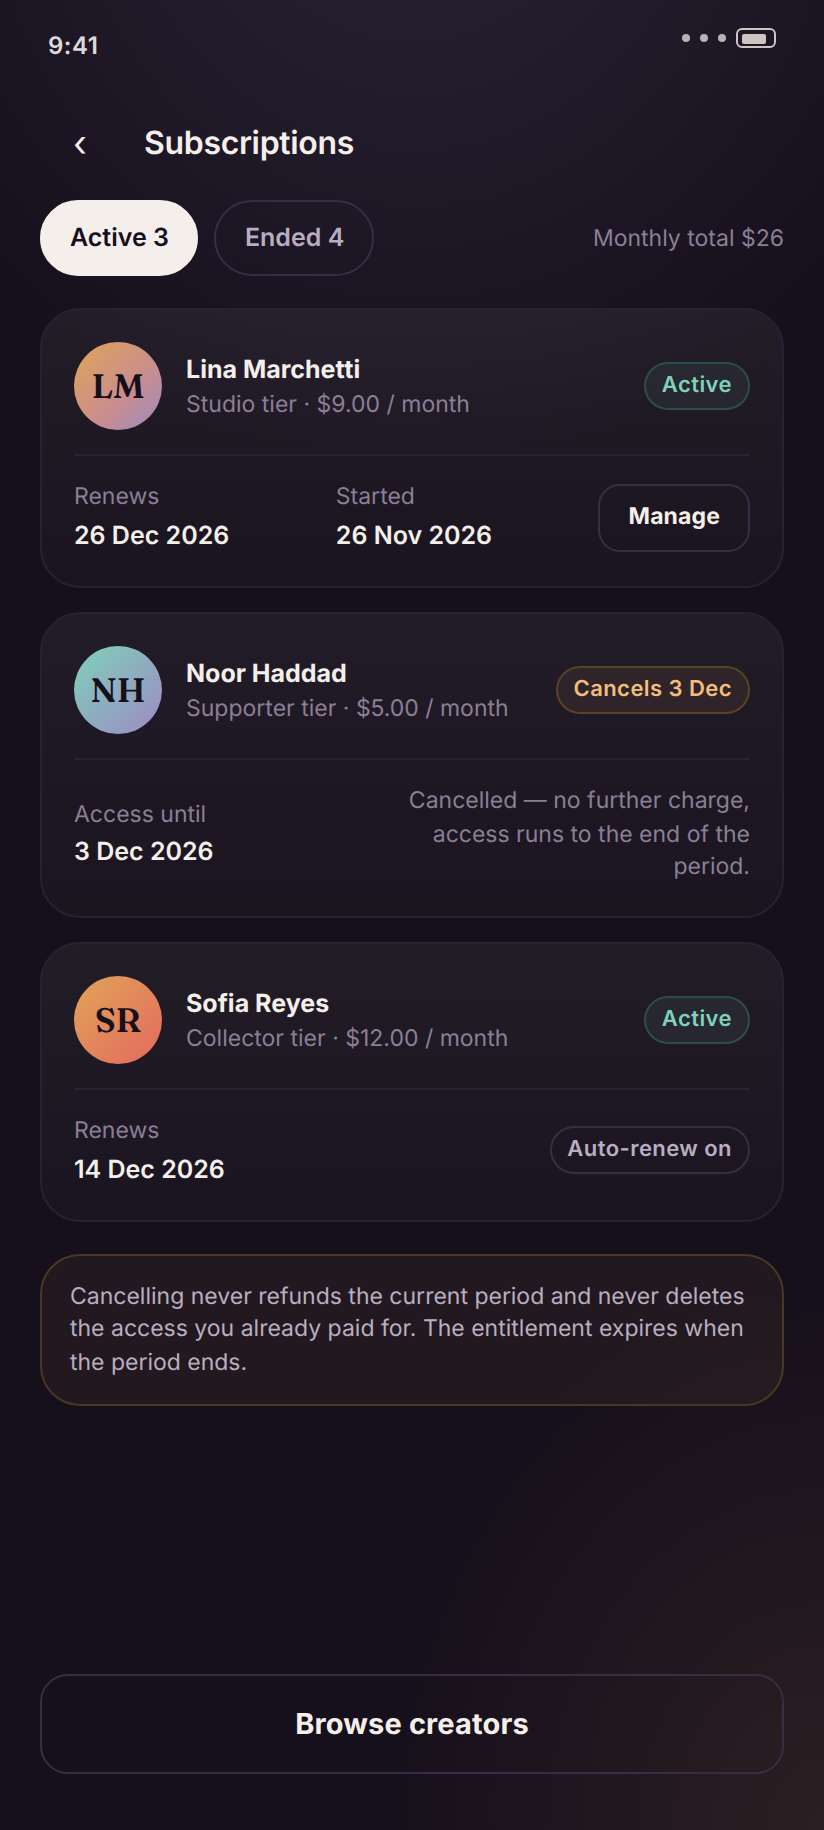 9:41
‹ Subscriptions
Active 3
Ended 4
Monthly total $26
LM
Lina Marchetti
Studio tier · $9.00 / month
Active
Renews
26 Dec 2026
Started
26 Nov 2026
Manage
NH
Noor Haddad
Supporter tier · $5.00 / month
Cancels 3 Dec
Access until
3 Dec 2026
Cancelled — no further charge,
access runs to the end of the
period.
SR
Sofia Reyes
Collector tier · $12.00 / month
Active
Renews
14 Dec 2026
Auto-renew on
Cancelling never refunds the current period and never deletes
the access you already paid for. The entitlement expires when
the period ends.
Browse creators